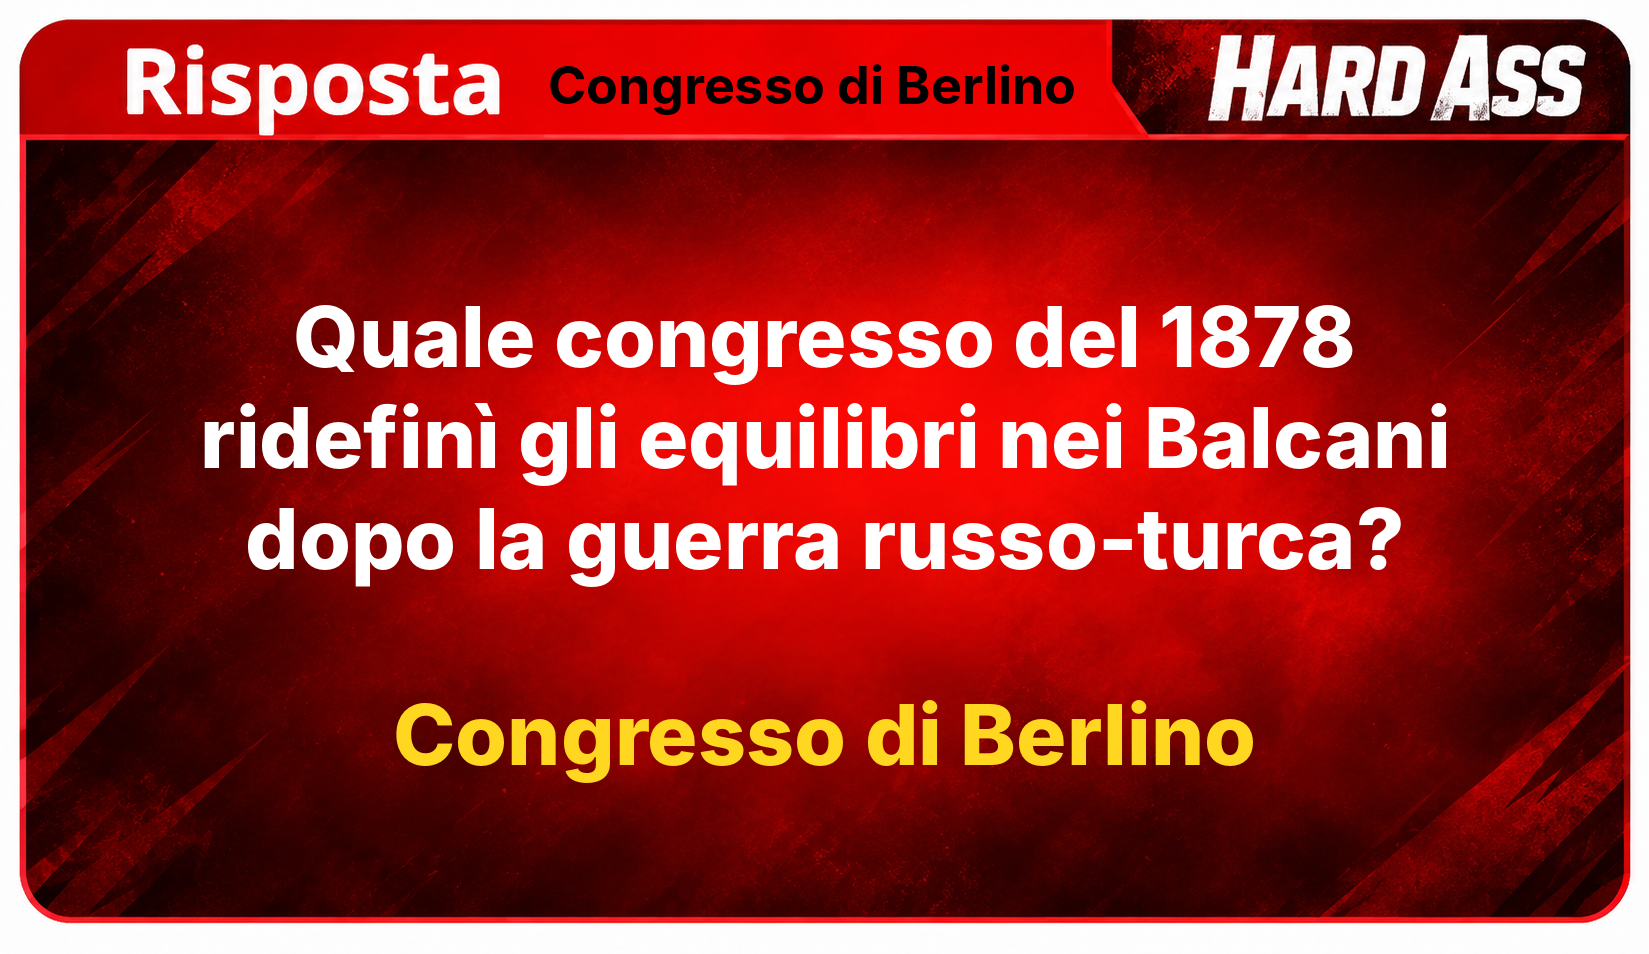 Risposta Congresso di Berlino HARD ASS
Quale congresso del 1878
ridefinì gli equilibri nei Balcani
dopo la guerra russo-turca?
Congresso di Berlino